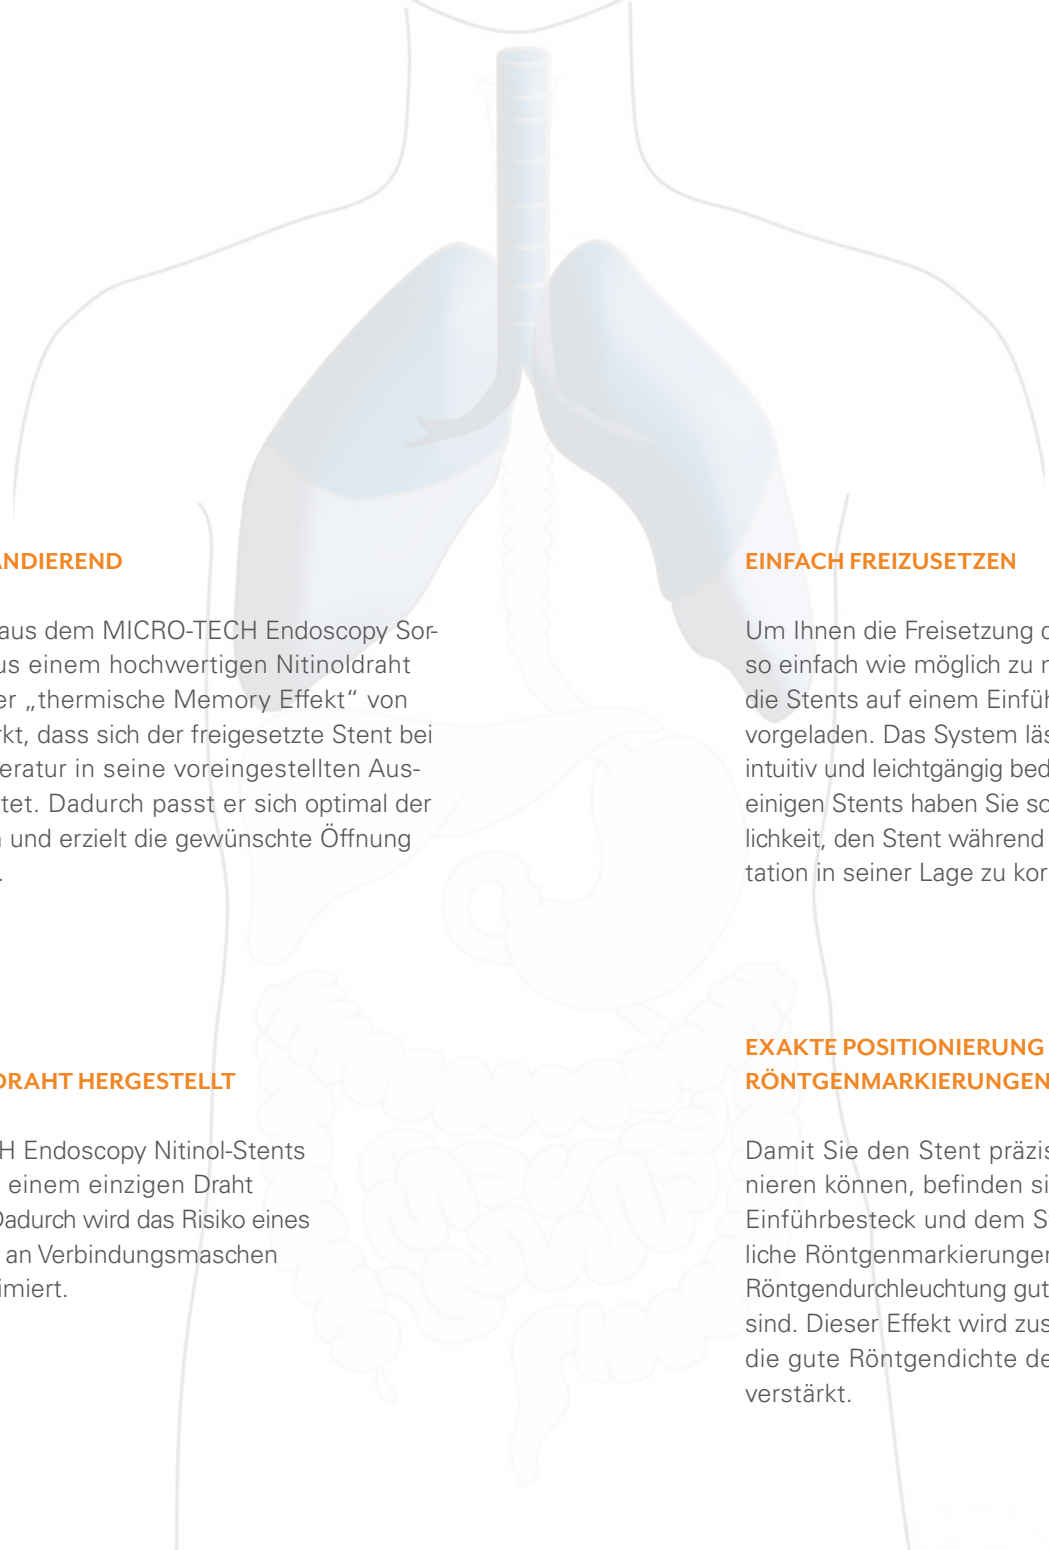 ANDIEREND
aus dem MICRO-TECH Endoscopy Sor-
us einem hochwertigen Nitinoldraht
er „thermische Memory Effekt“ von
rkt, dass sich der freigesetzte Stent bei
eratur in seine voreingestellten Aus-
tet. Dadurch passt er sich optimal der
und erzielt die gewünschte Öffnung
.
DRAHT HERGESTELLT
H Endoscopy Nitinol-Stents
einem einzigen Draht
Dadurch wird das Risiko eines
an Verbindungsmaschen
imiert.
EINFACH FREIZUSETZEN
Um Ihnen die Freisetzung d
so einfach wie möglich zu m
die Stents auf einem Einfüh
vorgeladen. Das System läs
intuitiv und leichtgängig bed
einigen Stents haben Sie so
lichkeit, den Stent während
tation in seiner Lage zu kor
EXAKTE POSITIONIERUNG
RÖNTGENMARKIERUNGEN
Damit Sie den Stent präzis
nieren können, befinden si
Einführbesteck und dem S
liche Röntgenmarkierungen
Röntgendurchleuchtung gut
sind. Dieser Effekt wird zus
die gute Röntgendichte de
verstärkt.